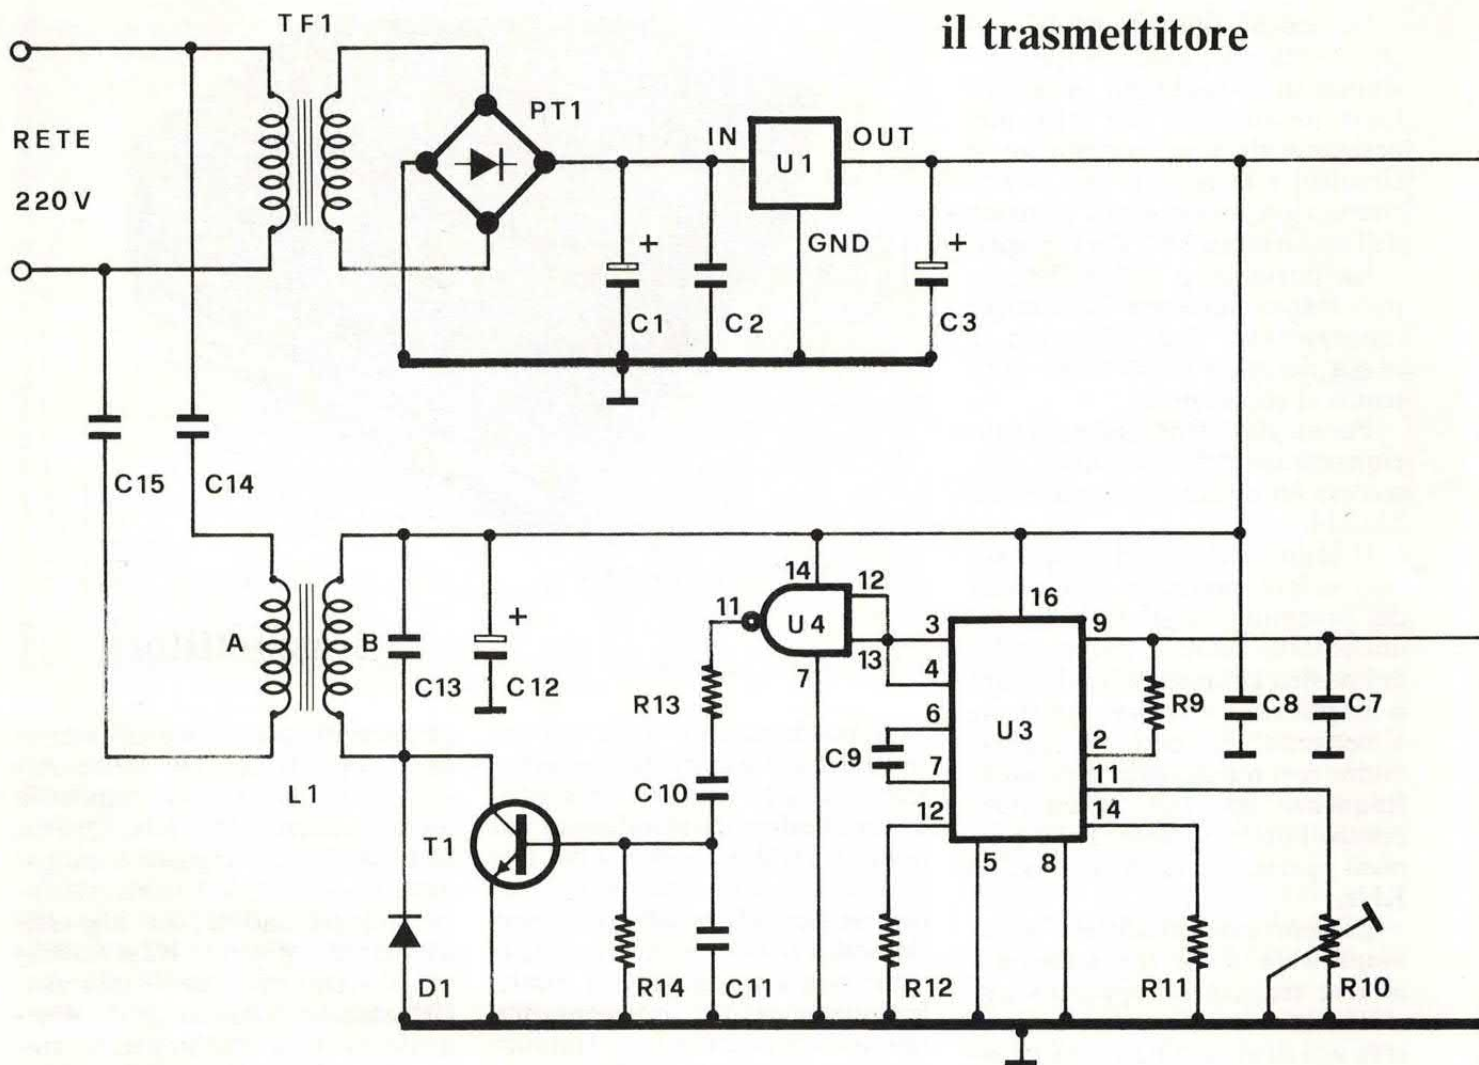 il trasmettitore
TF1
RETE
220 V
PT1
IN
U1
OUT
GND
+
C1
C2
+
C3
C15
C14
A
B
L1
C13
+
C12
14
12
11
U4
13
7
R13
C10
T1
D1
R14
C11
16
3
4
6
7
12
U3
9
2
11
14
5
8
C9
R9
C8
C7
R12
R11
R10